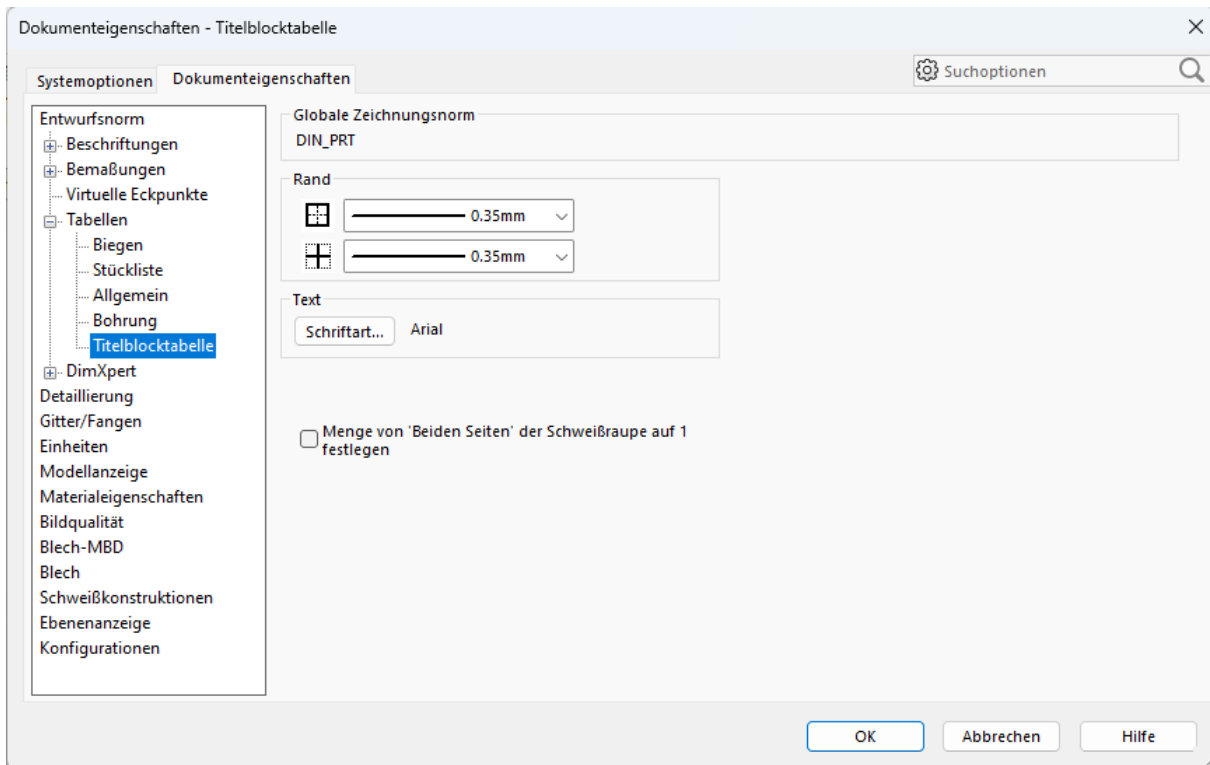 Dokumenteigenschaften - Titelblocktabelle
Systemoptionen
Dokumenteigenschaften
Suchoptionen
Entwurfsnorm
Beschriftungen
Bemaßungen
Virtuelle Eckpunkte
Tabellen
Biegen
Stückliste
Allgemein
Bohrung
Titelblocktabelle
DimXpert
Detaillierung
Gitter/Fangen
Einheiten
Modellanzeige
Materialeigenschaften
Bildqualität
Blech-MBD
Blech
Schweißkonstruktionen
Ebenenanzeige
Konfigurationen
Globale Zeichnungsnorm
DIN_PRT
Rand
0.35mm
0.35mm
Text
Schriftart... Arial
Menge von 'Beiden Seiten' der Schweißraupe auf 1
festlegen
OK
Abbrechen
Hilfe